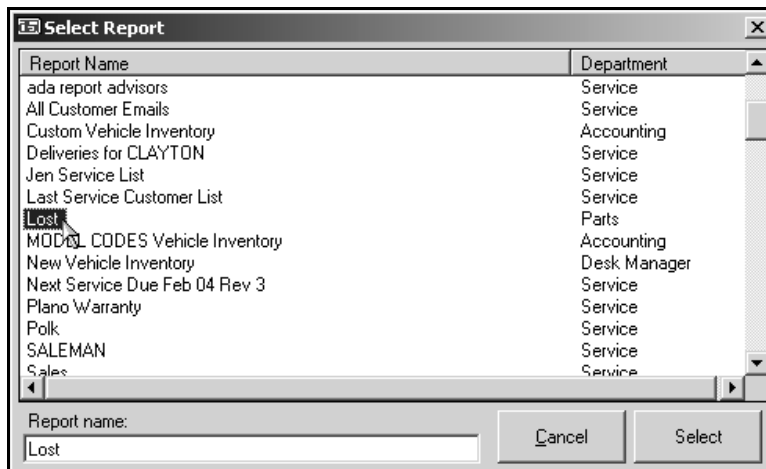 Select Report
Report Name Department
ada report advisors Service
All Customer Emails Service
Custom Vehicle Inventory Accounting
Deliveries for CLAYTON Service
Jen Service List Service
Last Service Customer List Service
Lost Parts
MODEL CODES Vehicle Inventory Accounting
New Vehicle Inventory Desk Manager
Next Service Due Feb 04 Rev 3 Service
Plano Warranty Service
Polk Service
SALEMAN Service
Sales Service
Report name:
Lost
Cancel Select